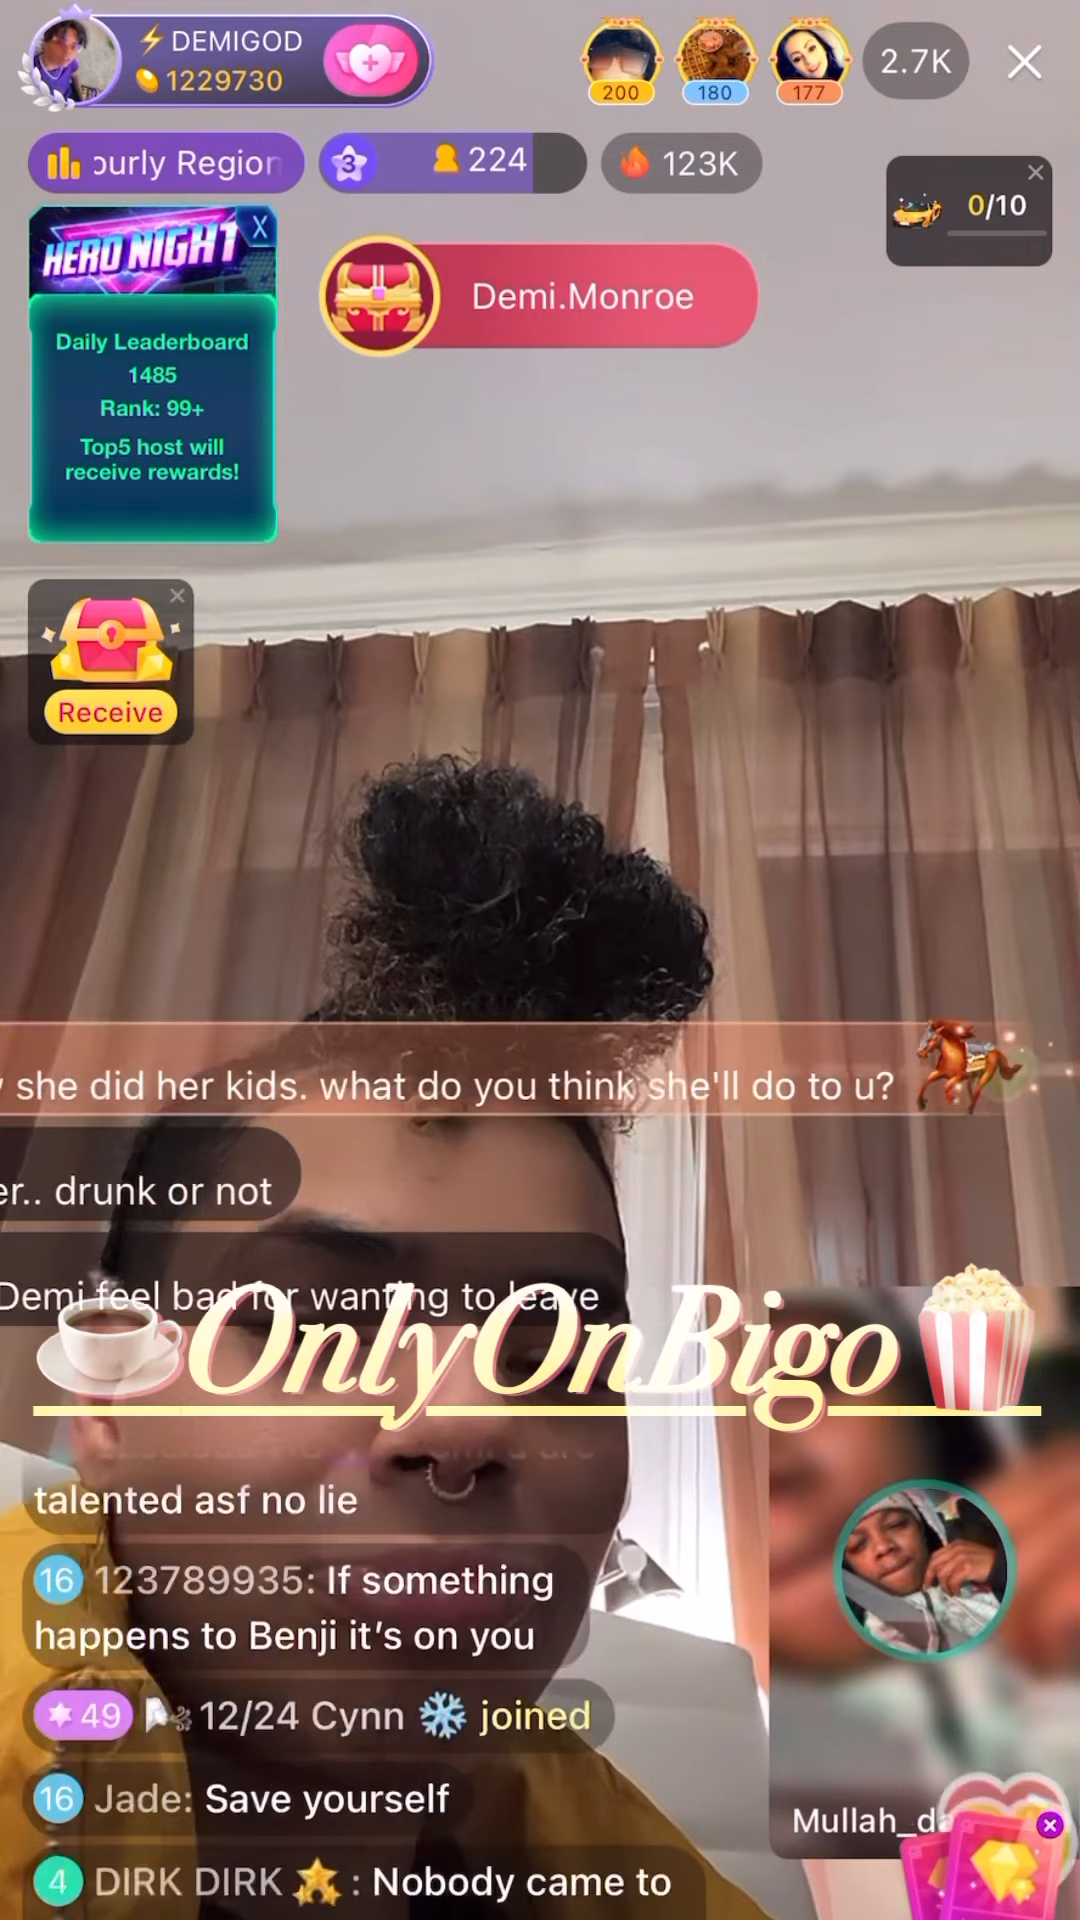 ⚡DEMIGOD
1229730
200
180
177
2.7K
ourly Region
3
224
123K
0/10
HERO NIGHT
X
Daily Leaderboard
1485
Rank: 99+
Top5 host will
receive rewards!
Demi.Monroe
Receive
she did her kids. what do you think she'll do to u?
er.. drunk or not
Demi feel bad for wanting to leave
OnlyOnBigo
talented asf no lie
16 123789935: If something
happens to Benji it's on you
49 12/24 Cynn ❄️ joined
16 Jade: Save yourself
4 DIRK DIRK : Nobody came to
Mullah_da